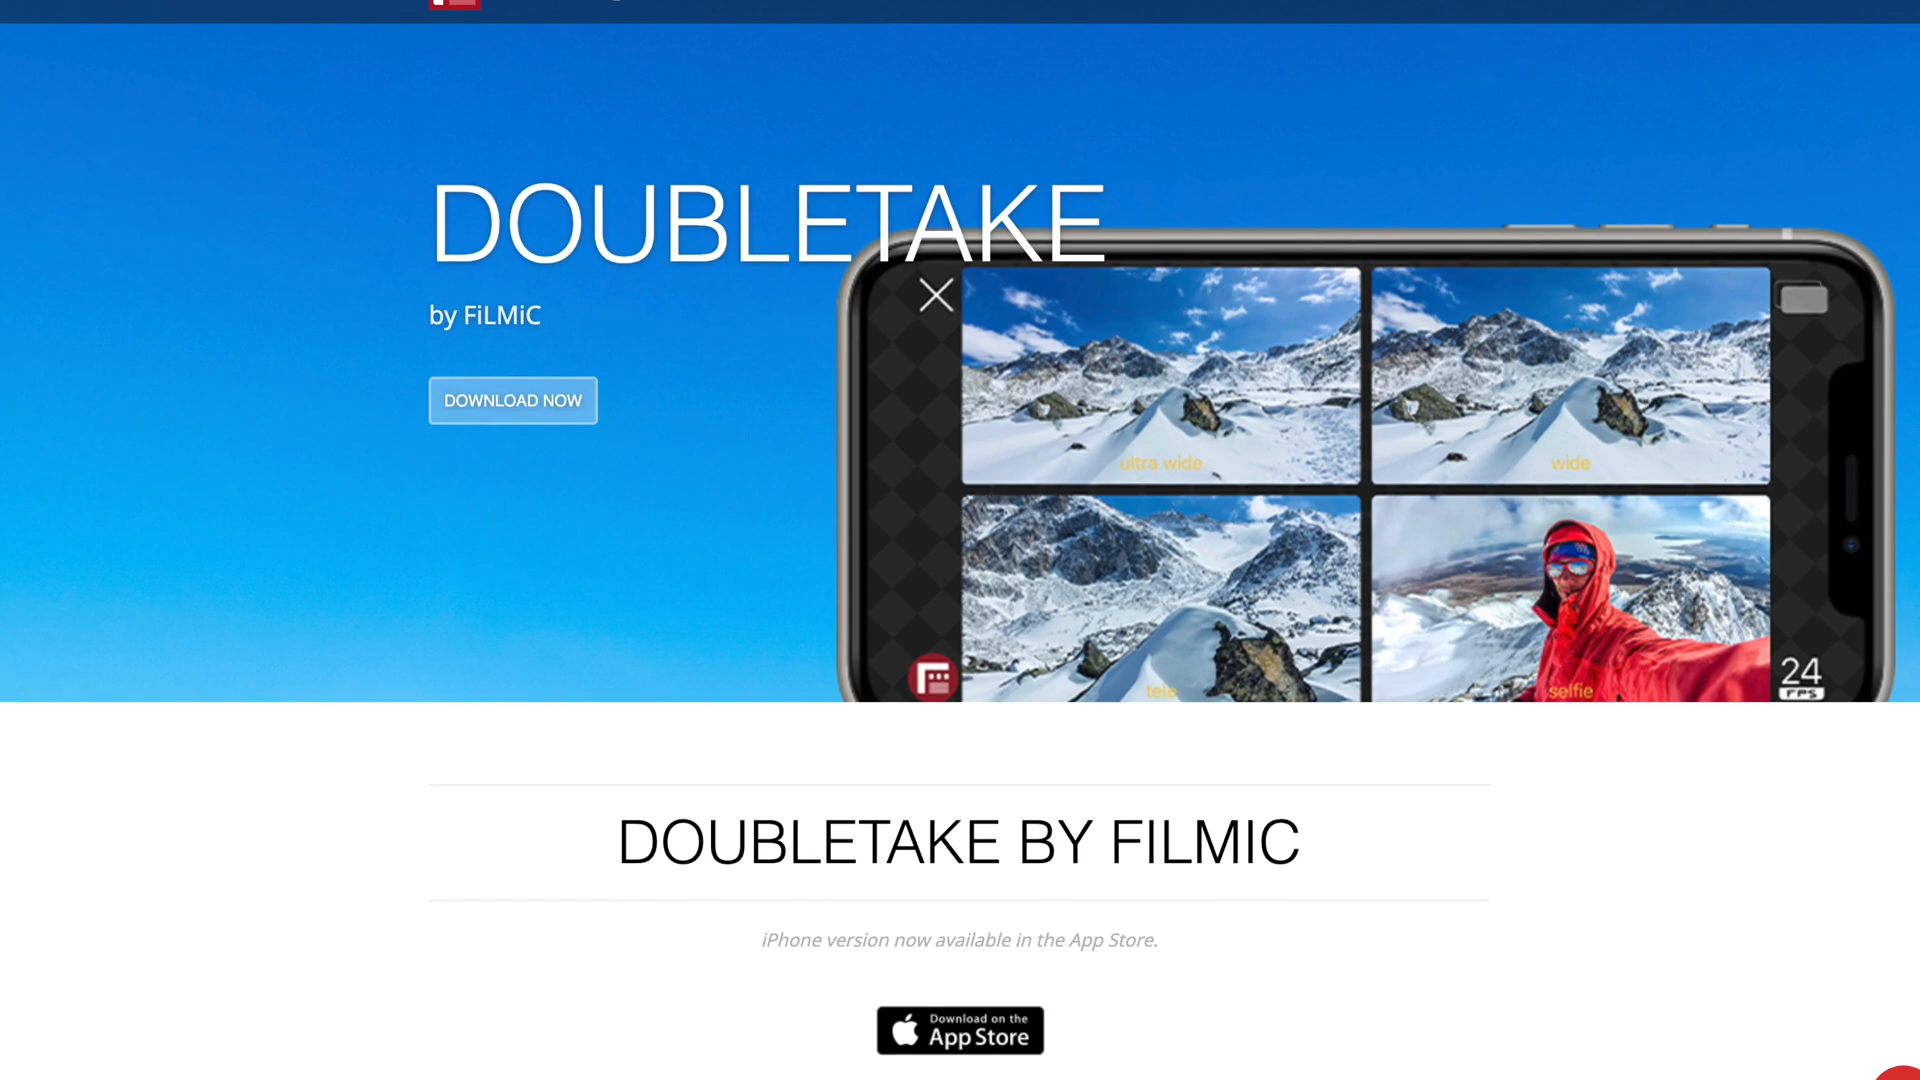 DOUBLETAKE
by FiLMiC
DOWNLOAD NOW
ultra wide
wide
tele
selfie
24
FPS
DOUBLETAKE BY FILMIC
iPhone version now available in the App Store.
Download on the
App Store